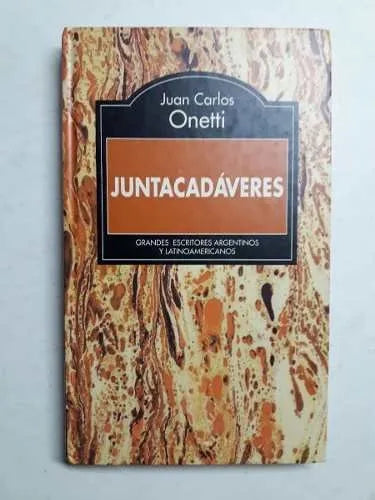 Juan Carlos
Onetti
JUNTACADÁVERES
GRANDES ESCRITORES ARGENTINOS
Y LATINOAMERICANOS